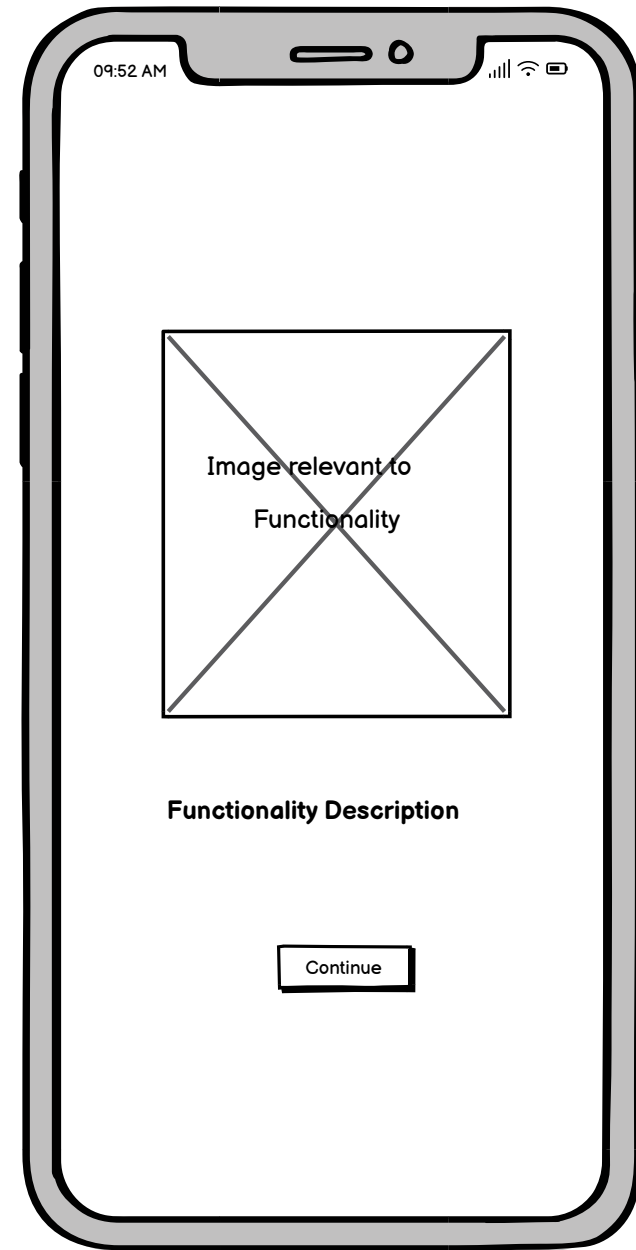 09:52 AM
Image relevant to
Functionality
Functionality Description
Continue